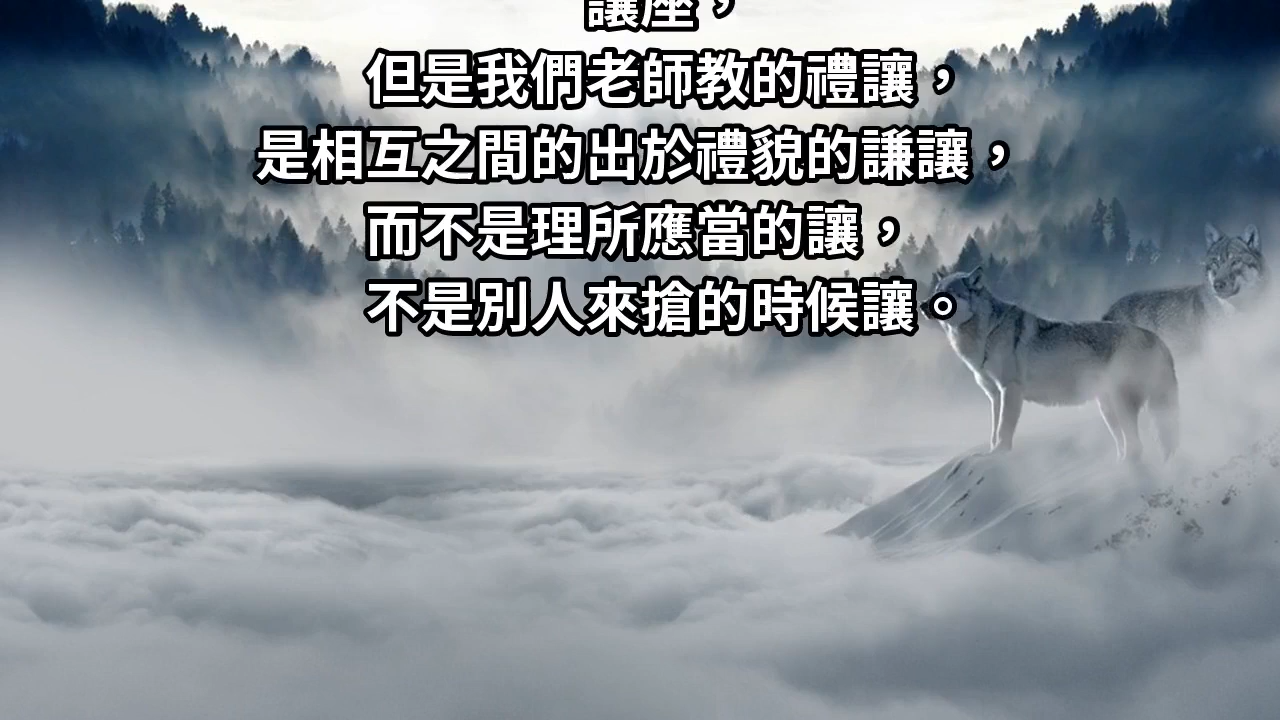 讓座，
但是我們老師教的禮讓，
是相互之間的出於禮貌的謙讓，
而不是理所應當的讓，
不是別人來搶的時候讓。